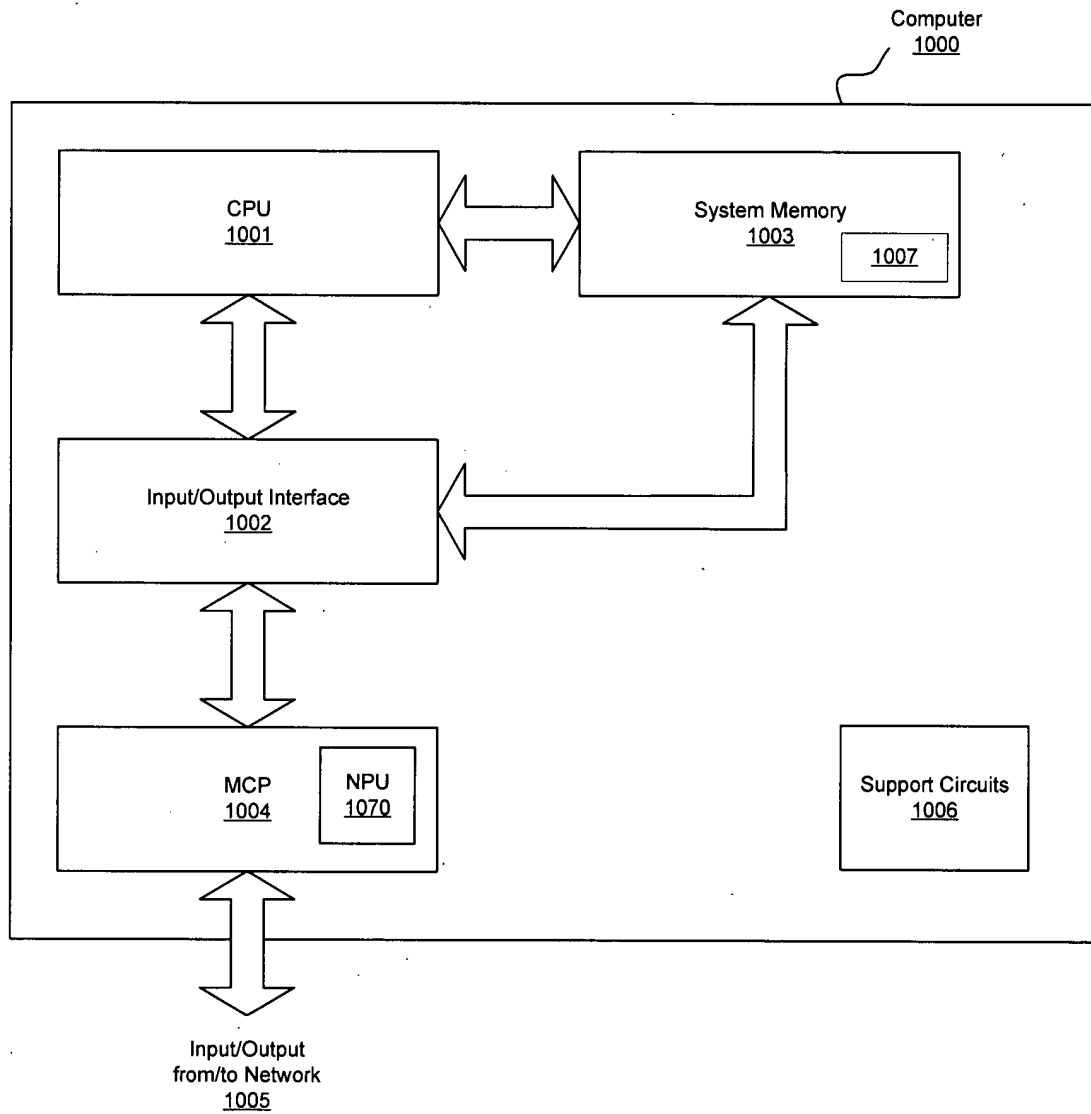 Computer
1000
CPU
1001
System Memory
1003
1007
Input/Output Interface
1002
MCP
1004
NPU
1070
Support Circuits
1006
Input/Output
from/to Network
1005